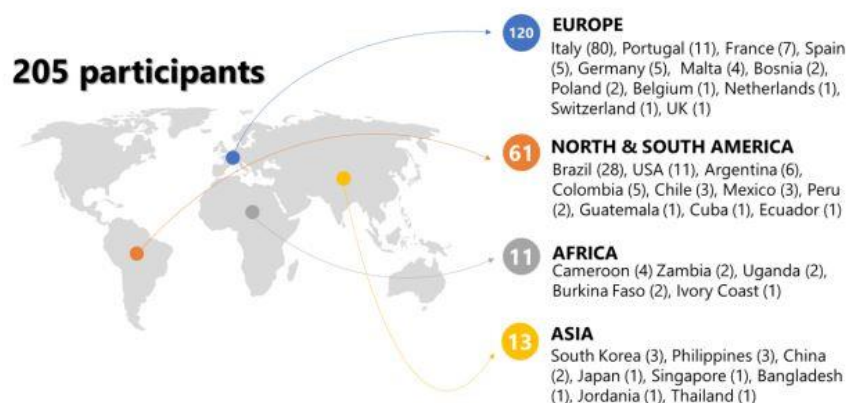 205 participants
120
EUROPE
Italy (80), Portugal (11), France (7), Spain
(5), Germany (5), Malta (4), Bosnia (2),
Poland (2), Belgium (1), Netherlands (1),
Switzerland (1), UK (1)
61
NORTH & SOUTH AMERICA
Brazil (28), USA (11), Argentina (6),
Colombia (5), Chile (3), Mexico (3), Peru
(2), Guatemala (1), Cuba (1), Ecuador (1)
11
AFRICA
Cameroon (4) Zambia (2), Uganda (2),
Burkina Faso (2), Ivory Coast (1)
13
ASIA
South Korea (3), Philippines (3), China
(2), Japan (1), Singapore (1), Bangladesh
(1), Jordania (1), Thailand (1)